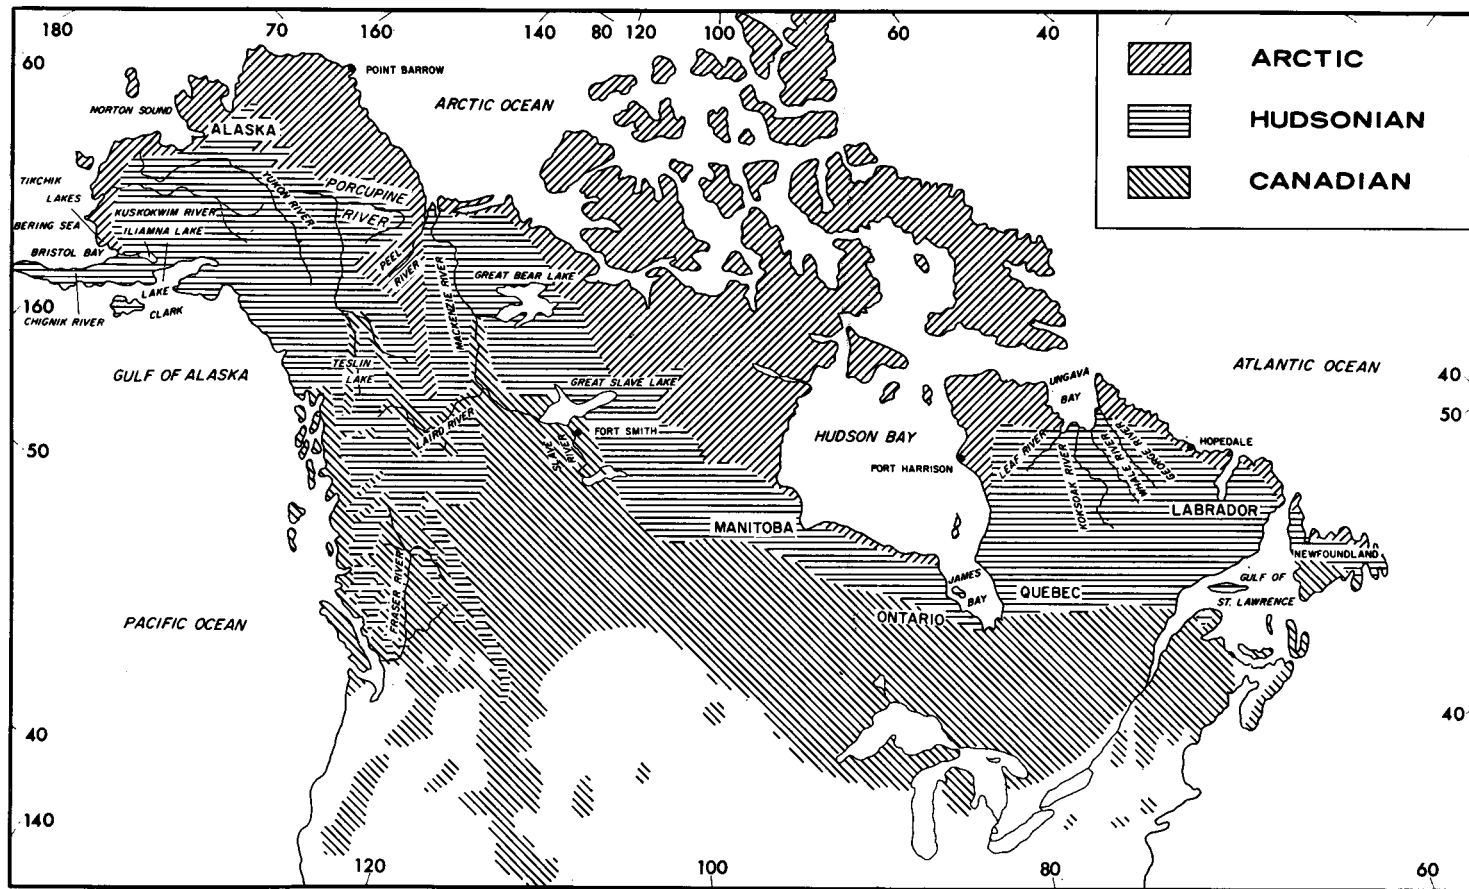 180
70
160
140
80
120
100
60
40
60
POINT BARROW
ARCTIC OCEAN
NORTON SOUND
ALASKA
ARCTIC
HUDSONIAN
CANADIAN
TIKCHIK
LAKES
YUKON RIVER
PORCUPINE
RIVER
KUSKOKWIM RIVER
BERING SEA
ILIAMNA LAKE
BRISTOL BAY
PEEL
RIVER
MACKENZIE RIVER
GREAT BEAR LAKE
LAKE
CLARK
160
CHIGNIK RIVER
GULF OF ALASKA
TESLIN
LAKE
GREAT SLAVE LAKE
UNGAVA
BAY
ATLANTIC OCEAN
40
50
LAIRD RIVER
SLAVE
RIVER
FORT SMITH
HUDSON BAY
PORT HARRISON
LEAF RIVER
KOKSOAK RIVER
WHALE RIVER
GEORGE RIVER
HOPEDALE
50
LABRADOR
MANITOBA
NEWFOUNDLAND
FRASER RIVER
JAMES
BAY
QUEBEC
GULF OF
ST. LAWRENCE
ONTARIO
PACIFIC OCEAN
40
40
140
120
100
80
60